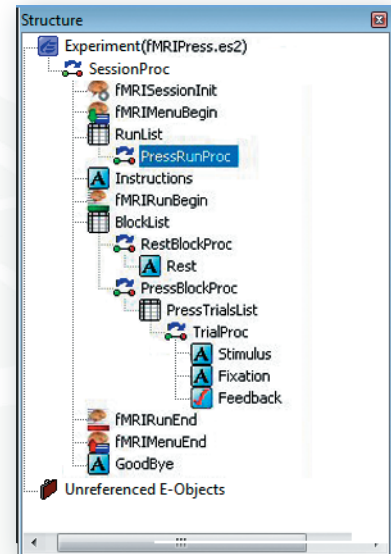 Structure
Experiment(fMRIPress.es2)
SessionProc
fMRISessionInit
fMRIMenuBegin
RunList
PressRunProc
A Instructions
fMRIRunBegin
BlockList
RestBlockProc
A Rest
PressBlockProc
PressTrialsList
TrialProc
A Stimulus
A Fixation
Feedback
fMRIRunEnd
fMRIMenuEnd
A GoodBye
Unreferenced E-Objects